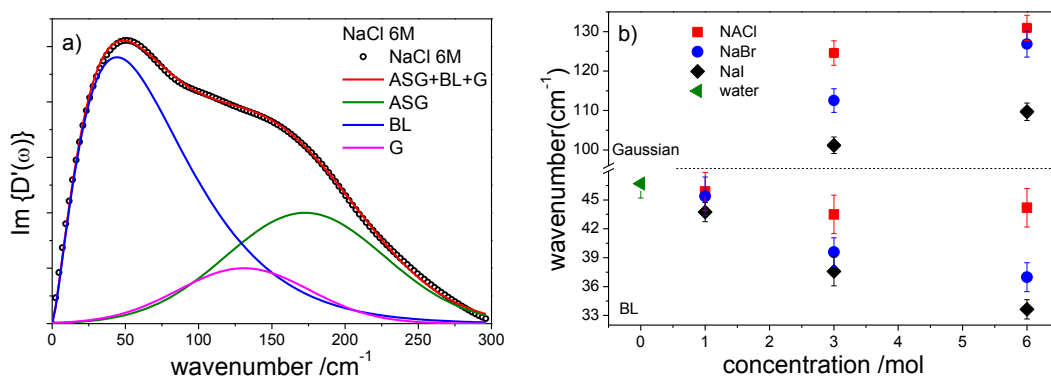 a)
NaCl 6M
NaCl 6M
ASG+BL+G
ASG
BL
G
Im {D'(ω)}
0 50 100 150 200 250 300
wavenumber /cm⁻¹
b)
NACl
NaBr
NaI
water
130
120
110
100
Gaussian
45
42
39
36
33
BL
wavenumber(cm⁻¹)
0 1 2 3 4 5 6
concentration /mol